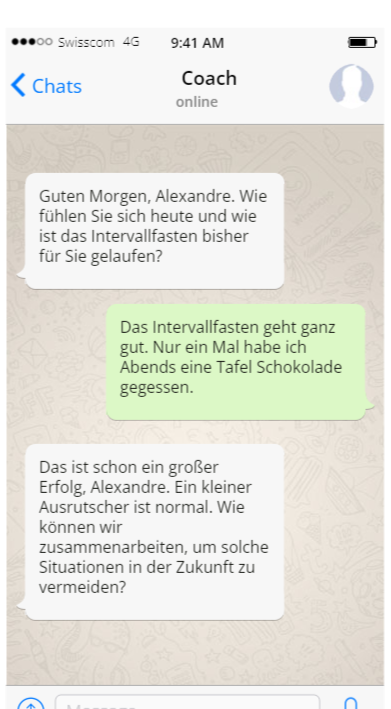 Swisscom 4G 9:41 AM
Chats Coach
online
Guten Morgen, Alexandre. Wie
fühlen Sie sich heute und wie
ist das Intervallfasten bisher
für Sie gelaufen?
Das Intervallfasten geht ganz
gut. Nur ein Mal habe ich
Abends eine Tafel Schokolade
gegessen.
Das ist schon ein großer
Erfolg, Alexandre. Ein kleiner
Ausrutscher ist normal. Wie
können wir
zusammenarbeiten, um solche
Situationen in der Zukunft zu
vermeiden?
Message